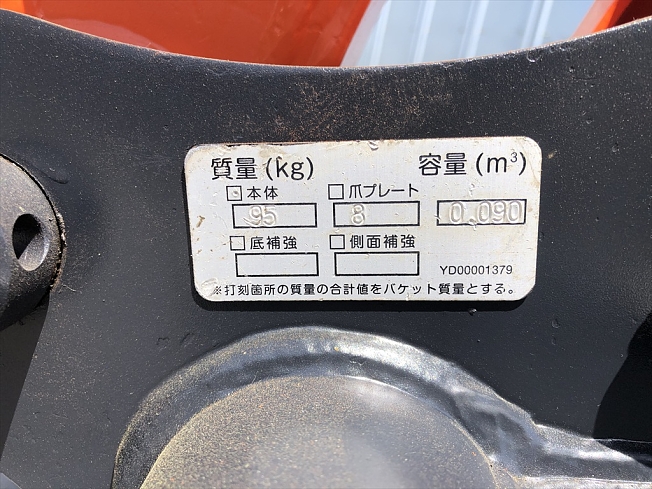 質量(kg) 容量(m³)
□本体 □爪プレート
95 8 0.090
□底補強 □側面補強
YD00001379
※打刻箇所の質量の合計値をバケット質量とする。